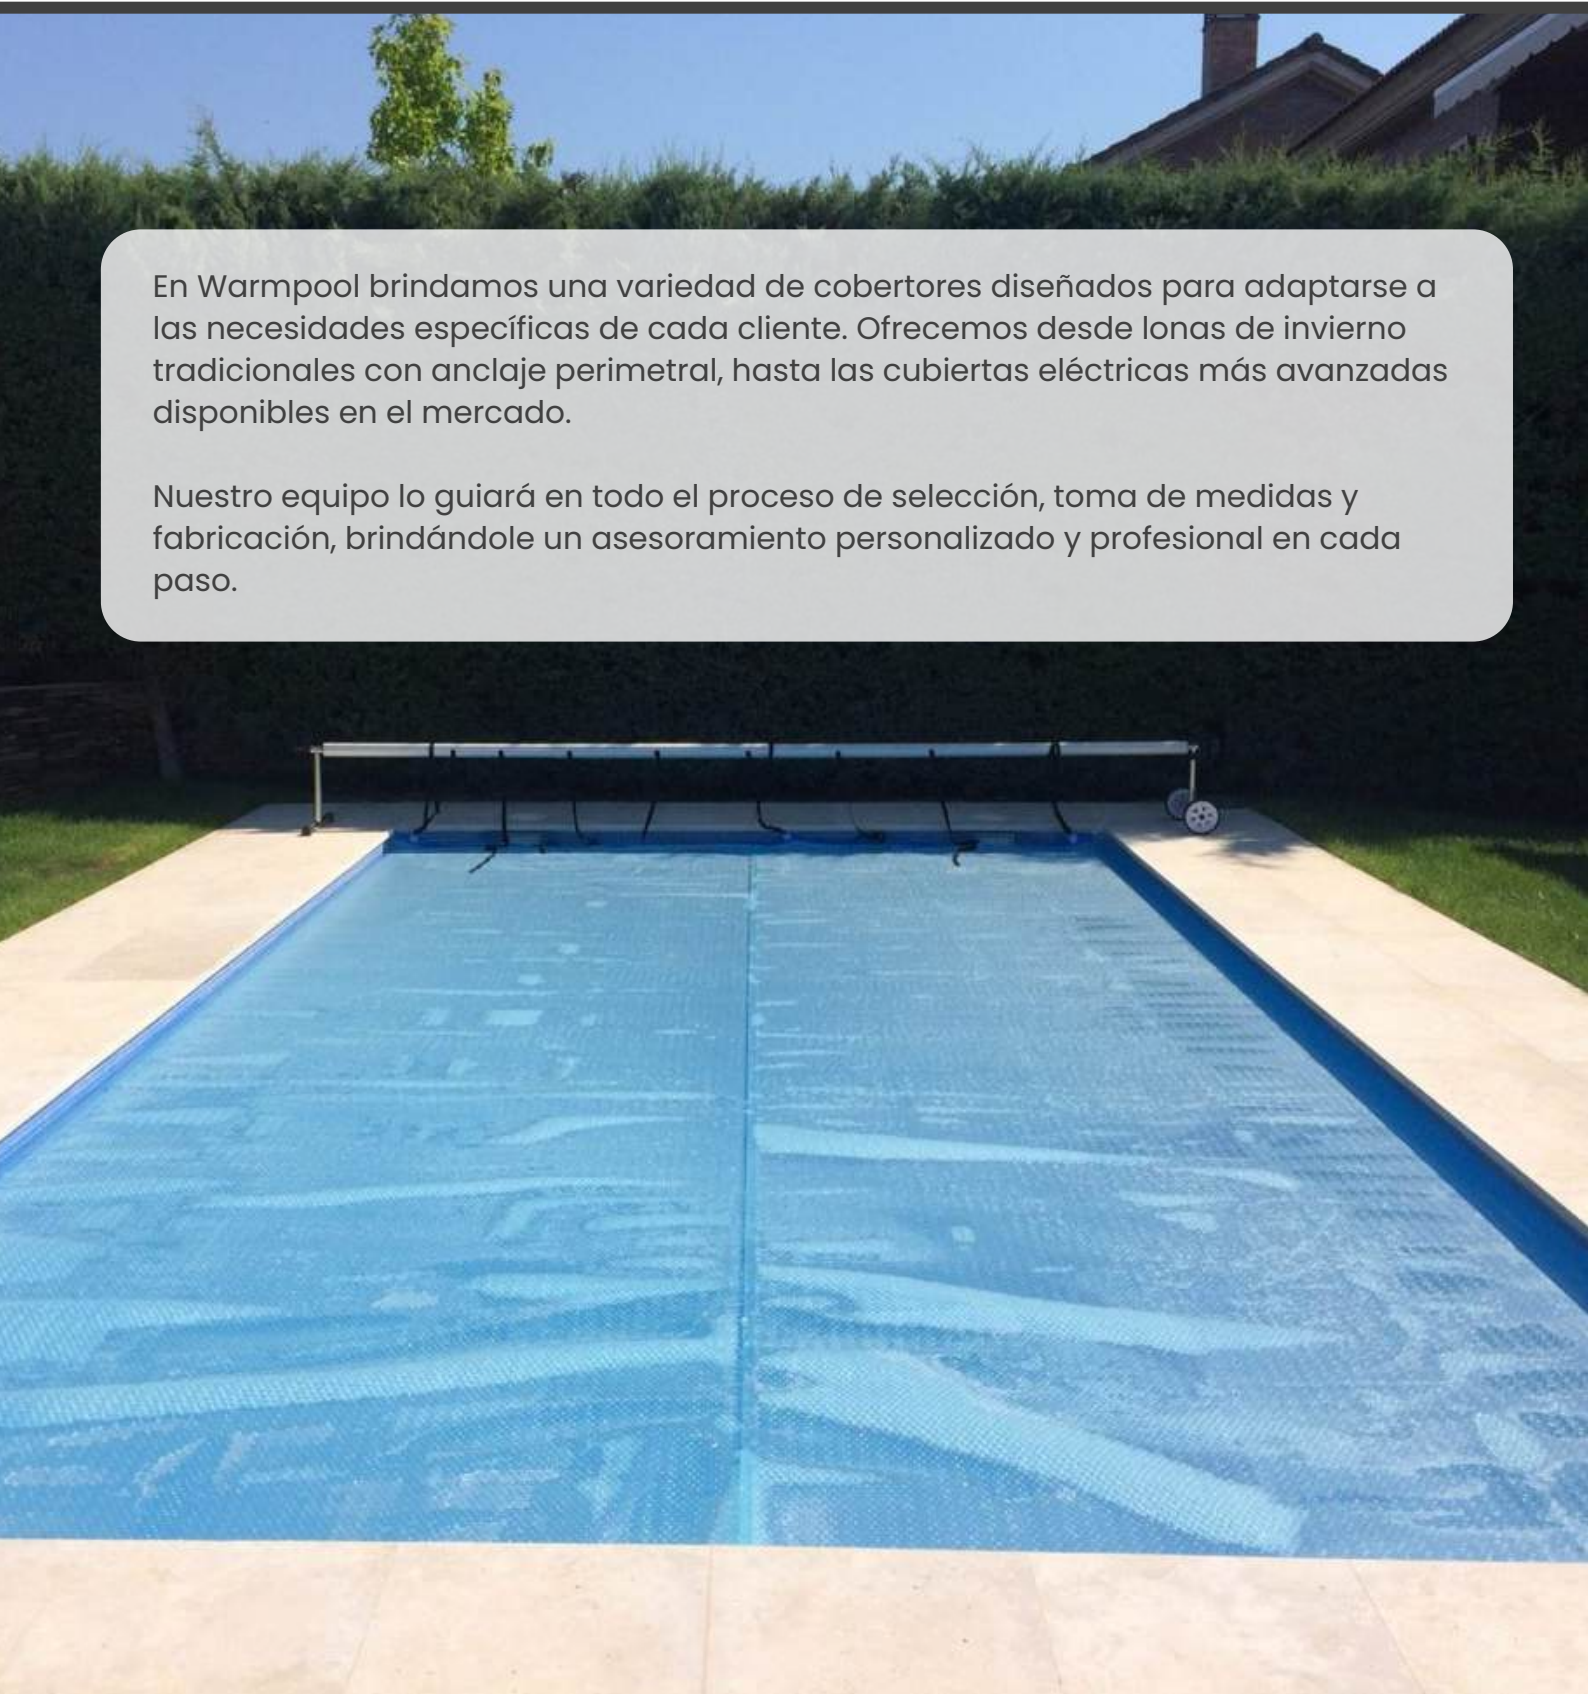 En Warmpool brindamos una variedad de cobertores diseñados para adaptarse a
las necesidades específicas de cada cliente. Ofrecemos desde lonas de invierno
tradicionales con anclaje perimetral, hasta las cubiertas eléctricas más avanzadas
disponibles en el mercado.
Nuestro equipo lo guiará en todo el proceso de selección, toma de medidas y
fabricación, brindándole un asesoramiento personalizado y profesional en cada
paso.